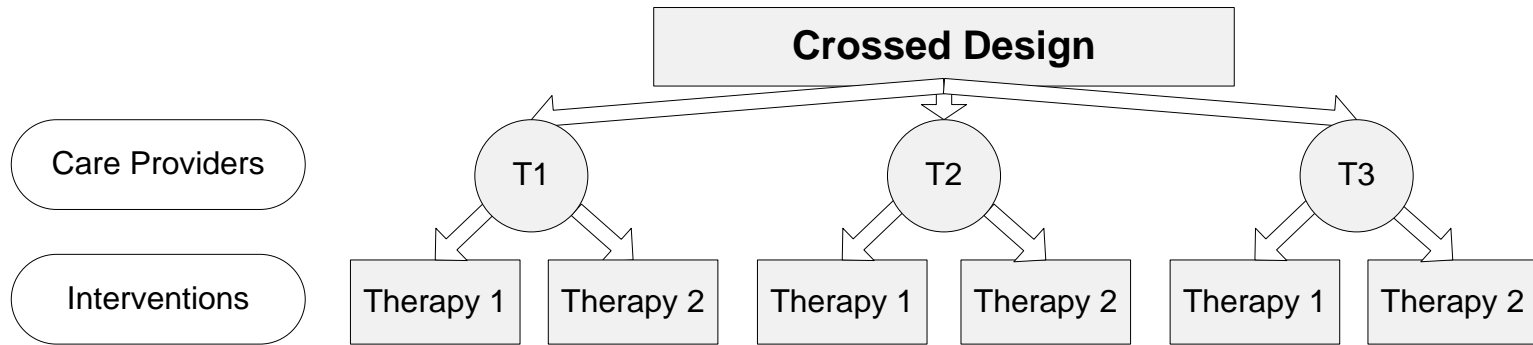 Crossed Design
Care Providers
T1
T2
T3
Interventions
Therapy 1
Therapy 2
Therapy 1
Therapy 2
Therapy 1
Therapy 2